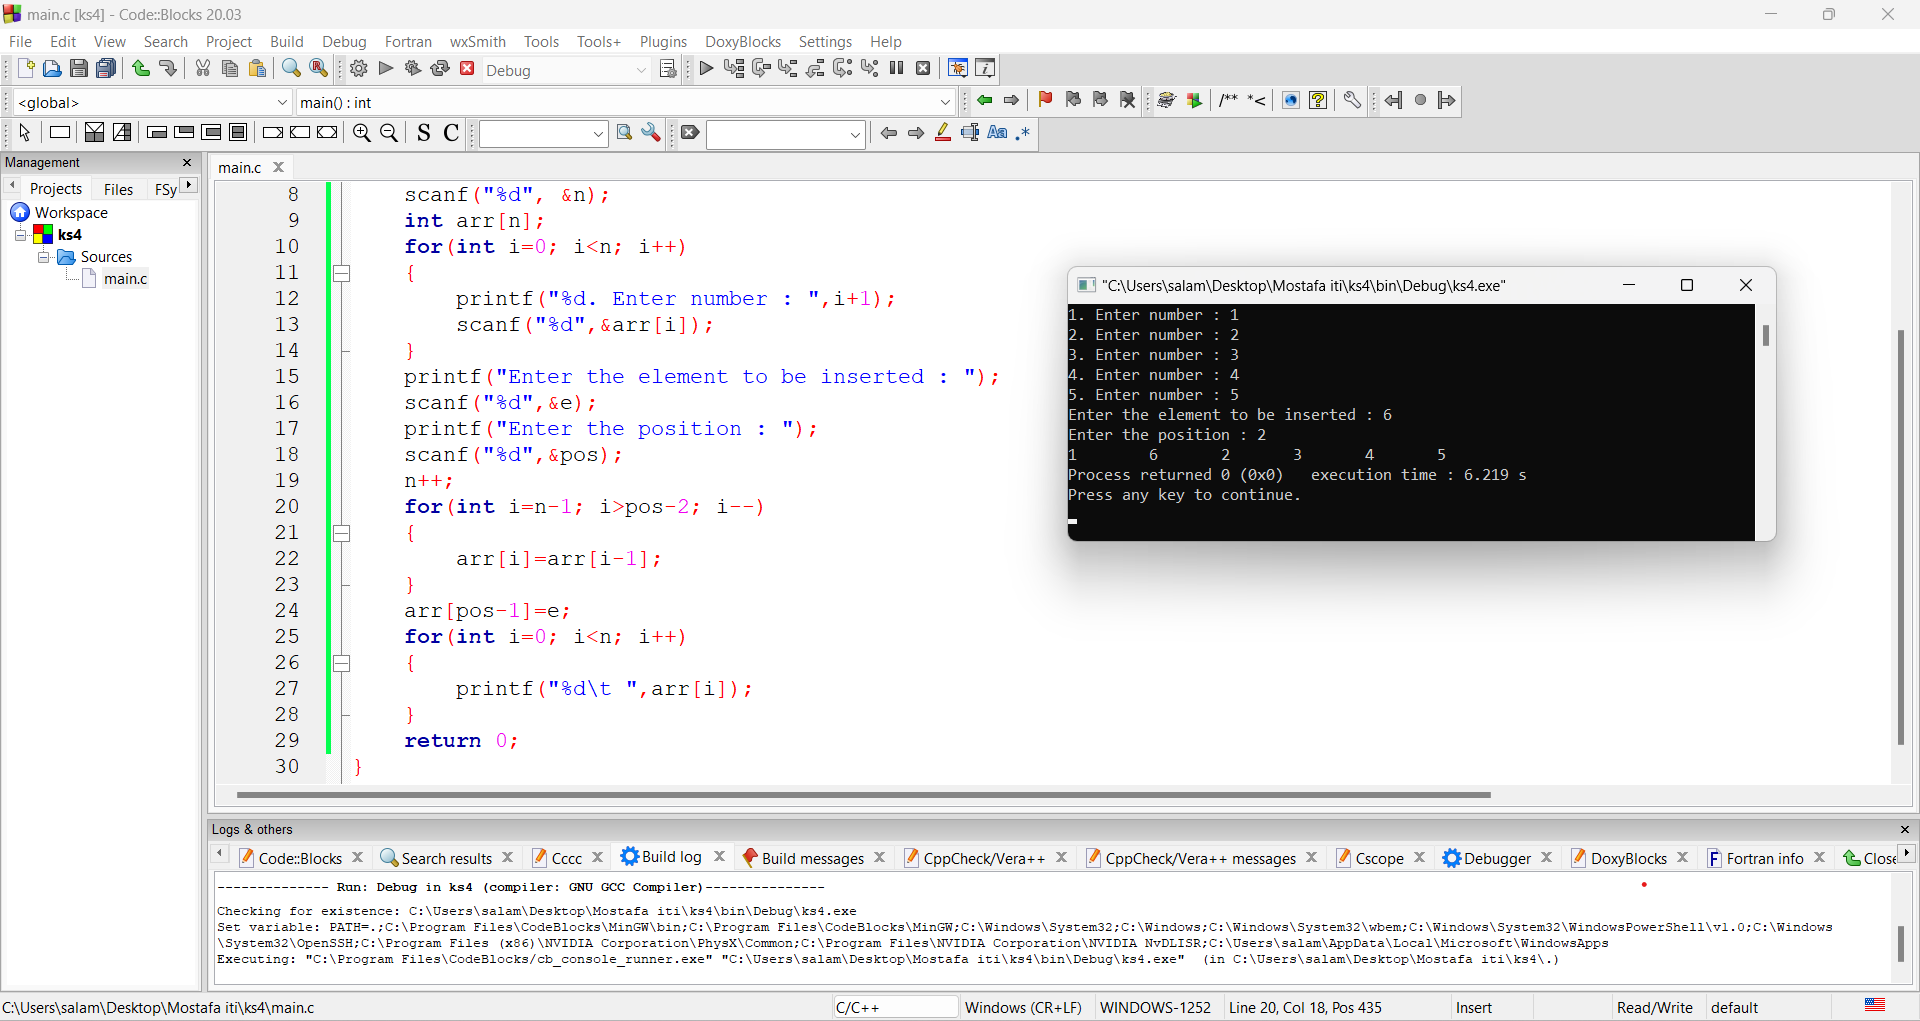 main.c [ks4] - Code::Blocks 20.03
File Edit View Search Project Build Debug Fortran wxSmith Tools Tools+ Plugins DoxyBlocks Settings Help
Debug
<global> main() : int
/** *<
S C Aa .*
Management
Projects Files FSy
Workspace
ks4
Sources
main.c
main.c
8 scanf("%d", &n);
9 int arr[n];
10 for(int i=0; i<n; i++)
11 {
12 printf("%d. Enter number : ",i+1);
13 scanf("%d",&arr[i]);
14 }
15 printf("Enter the element to be inserted : ");
16 scanf("%d",&e);
17 printf("Enter the position : ");
18 scanf("%d",&pos);
19 n++;
20 for(int i=n-1; i>pos-2; i--)
21 {
22 arr[i]=arr[i-1];
23 }
24 arr[pos-1]=e;
25 for(int i=0; i<n; i++)
26 {
27 printf("%d\t ",arr[i]);
28 }
29 return 0;
30 }
"C:\Users\salam\Desktop\Mostafa iti\ks4\bin\Debug\ks4.exe"
1. Enter number : 1
2. Enter number : 2
3. Enter number : 3
4. Enter number : 4
5. Enter number : 5
Enter the element to be inserted : 6
Enter the position : 2
1 6 2 3 4 5
Process returned 0 (0x0) execution time : 6.219 s
Press any key to continue.
Logs & others
Code::Blocks Search results Cccc Build log Build messages CppCheck/Vera++ CppCheck/Vera++ messages Cscope Debugger DoxyBlocks Fortran info Close
-------------- Run: Debug in ks4 (compiler: GNU GCC Compiler)---------------
Checking for existence: C:\Users\salam\Desktop\Mostafa iti\ks4\bin\Debug\ks4.exe
Set variable: PATH=.;C:\Program Files\CodeBlocks\MinGW\bin;C:\Program Files\CodeBlocks\MinGW;C:\Windows\System32;C:\Windows;C:\Windows\System32\wbem;C:\Windows\System32\WindowsPowerShell\v1.0;C:\Windows
\System32\OpenSSH;C:\Program Files (x86)\NVIDIA Corporation\PhysX\Common;C:\Program Files\NVIDIA Corporation\NVIDIA NvDLISR;C:\Users\salam\AppData\Local\Microsoft\WindowsApps
Executing: "C:\Program Files\CodeBlocks/cb_console_runner.exe" "C:\Users\salam\Desktop\Mostafa iti\ks4\bin\Debug\ks4.exe" (in C:\Users\salam\Desktop\Mostafa iti\ks4\.)
C:\Users\salam\Desktop\Mostafa iti\ks4\main.c C/C++ Windows (CR+LF) WINDOWS-1252 Line 20, Col 18, Pos 435 Insert Read/Write default